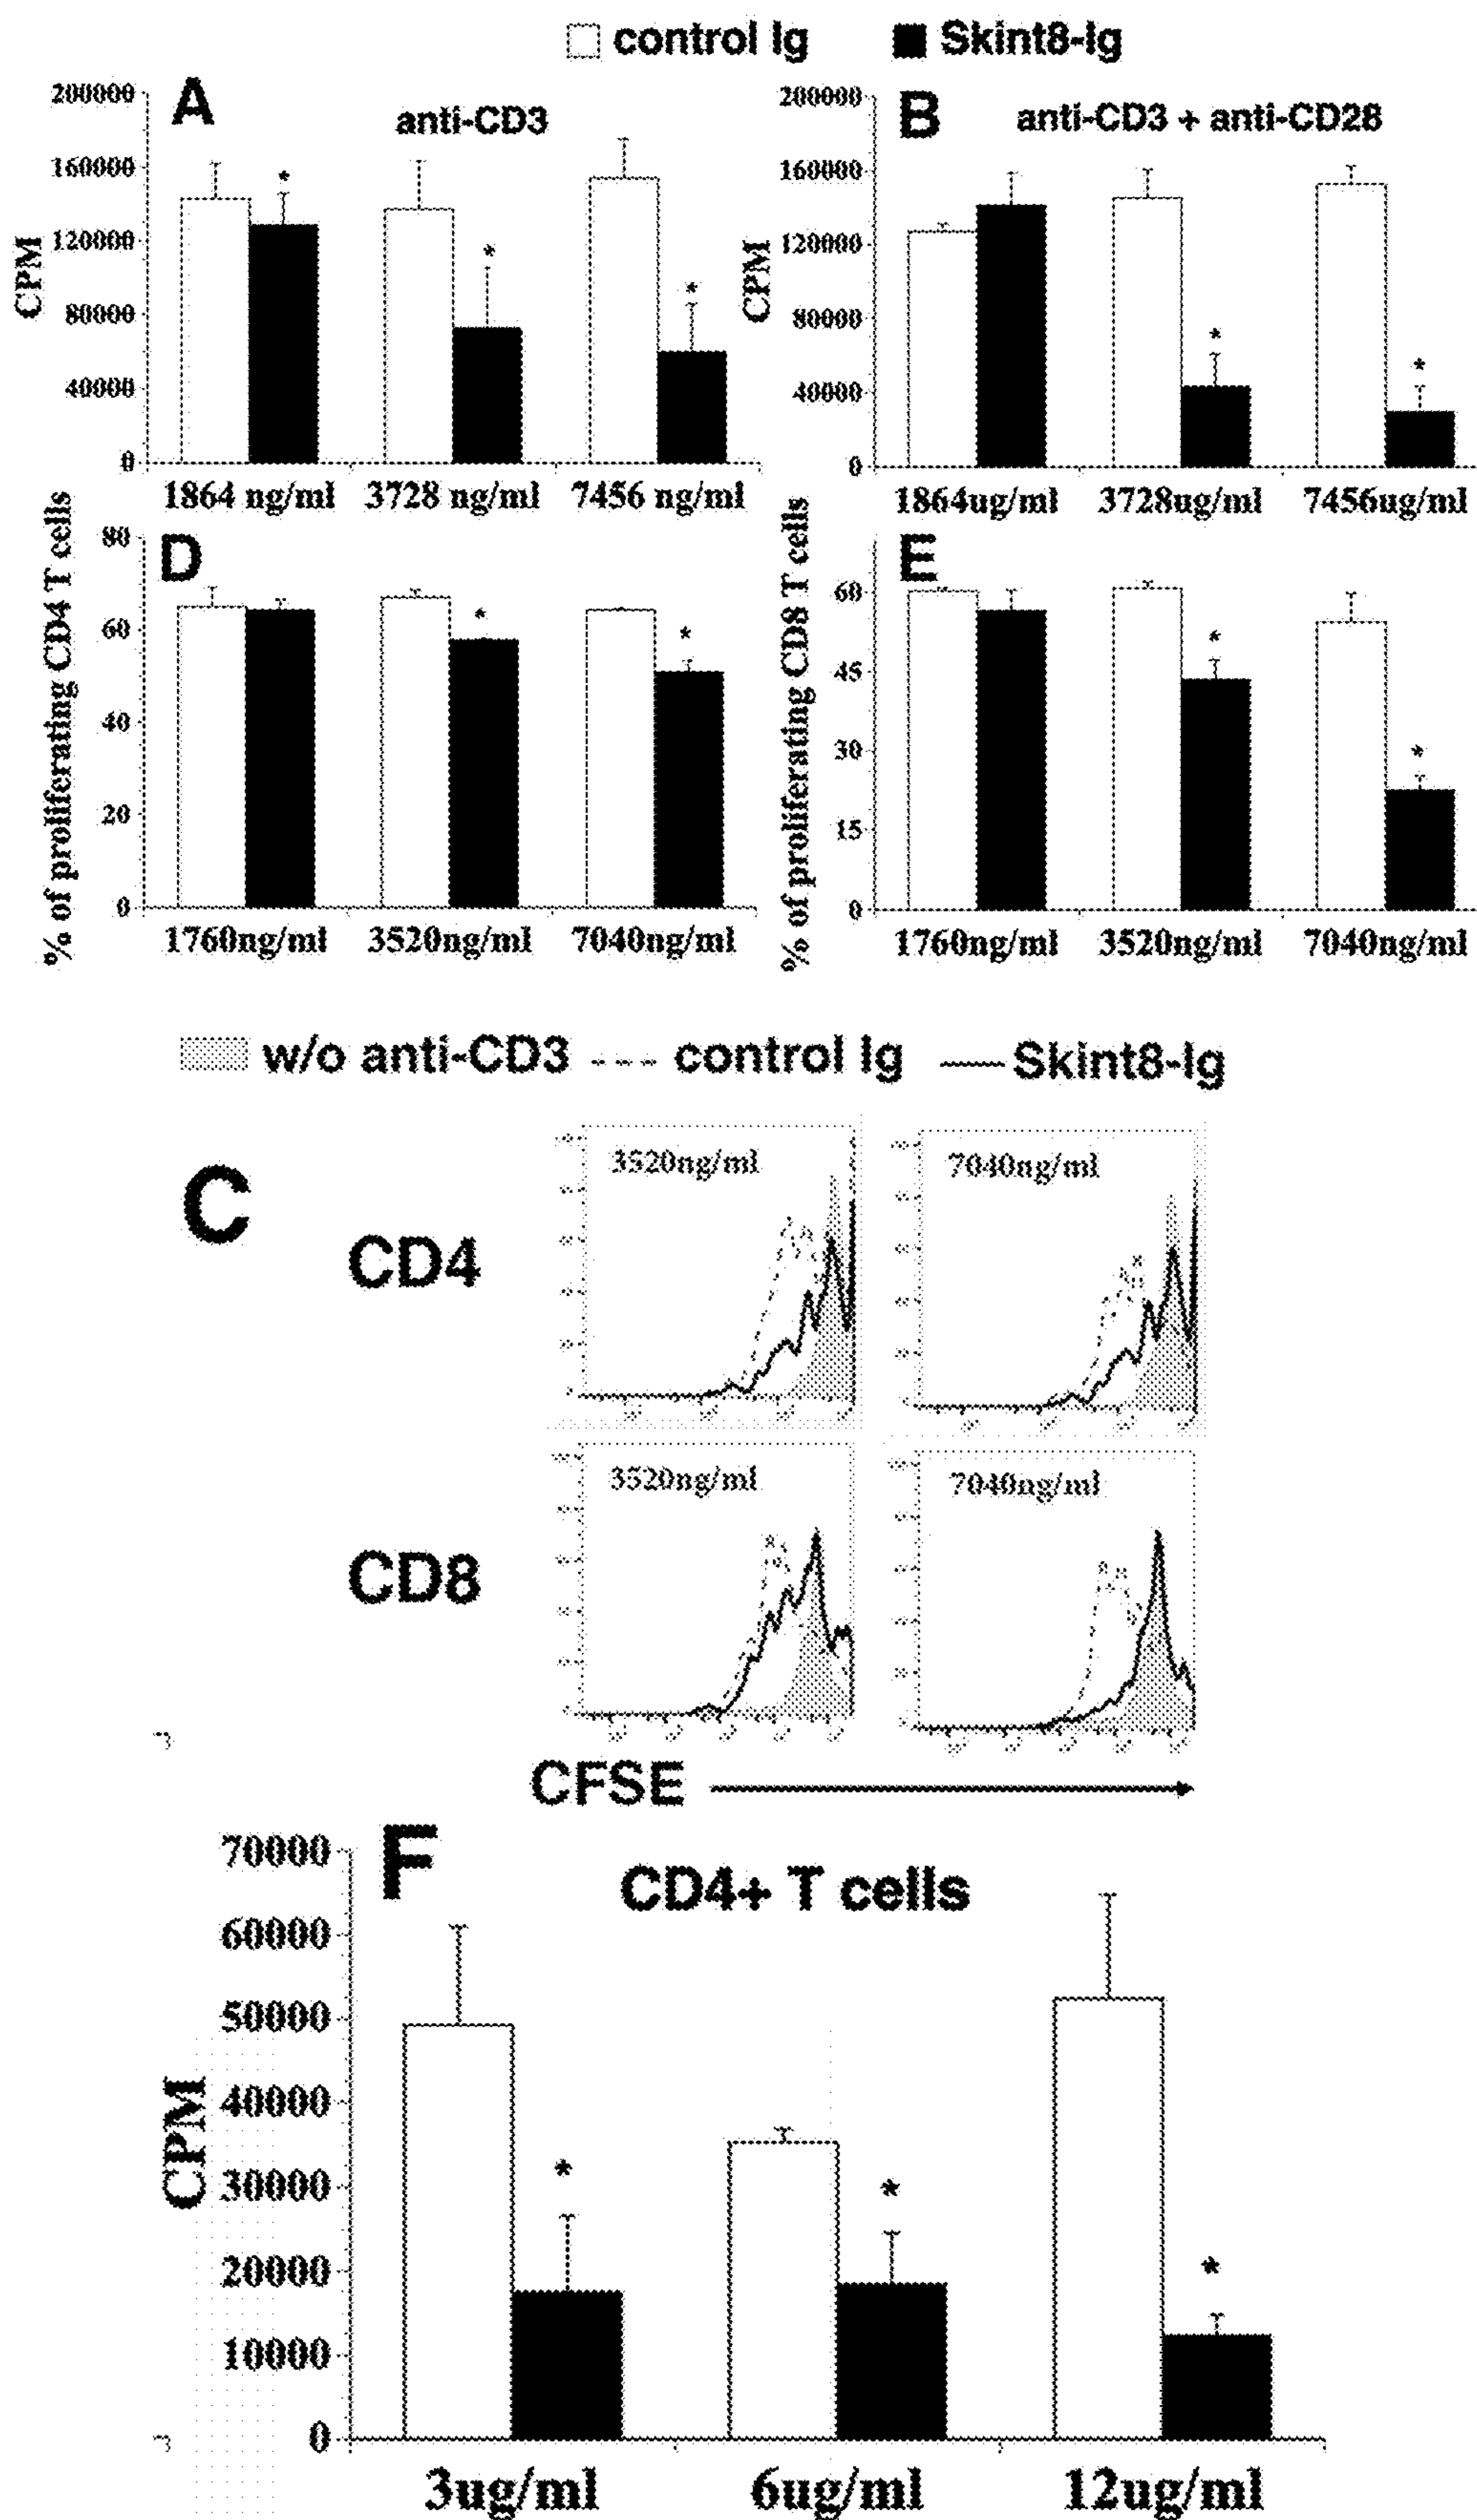 control Ig Skint8-Ig
A anti-CD3
200000
160000
120000
80000
40000
0
CPM
1864 ng/ml 3728 ng/ml 7456 ng/ml
B anti-CD3 + anti-CD28
200000
160000
120000
80000
40000
0
CPM
1864ug/ml 3728ug/ml 7456ug/ml
D
80
60
40
20
0
% of proliferating CD4 T cells
1760ng/ml 3520ng/ml 7040ng/ml
E
60
45
30
15
0
% of proliferating CD8 T cells
1760ng/ml 3520ng/ml 7040ng/ml
w/o anti-CD3 control Ig Skint8-Ig
C
CD4
3520ng/ml 7040ng/ml
CD8
3520ng/ml 7040ng/ml
CFSE
F CD4+ T cells
70000
60000
50000
40000
30000
20000
10000
0
CPM
3ug/ml 6ug/ml 12ug/ml